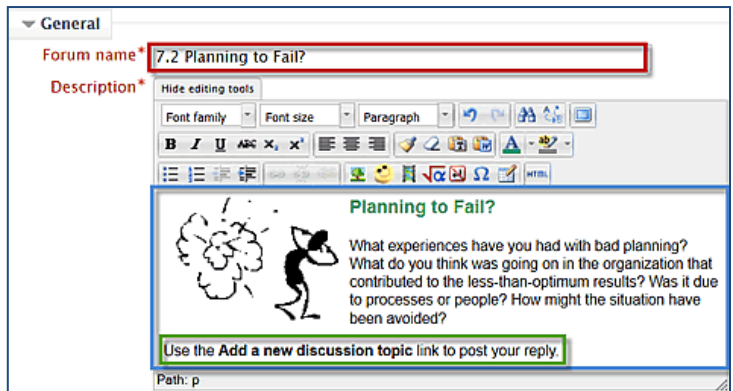 General
Forum name* 7.2 Planning to Fail?
Description* Hide editing tools
Font family Font size Paragraph
B I U ABC X, X'
HTML
Planning to Fail?
What experiences have you had with bad planning?
What do you think was going on in the organization that
contributed to the less-than-optimum results? Was it due
to processes or people? How might the situation have
been avoided?
Use the Add a new discussion topic link to post your reply.
Path: p